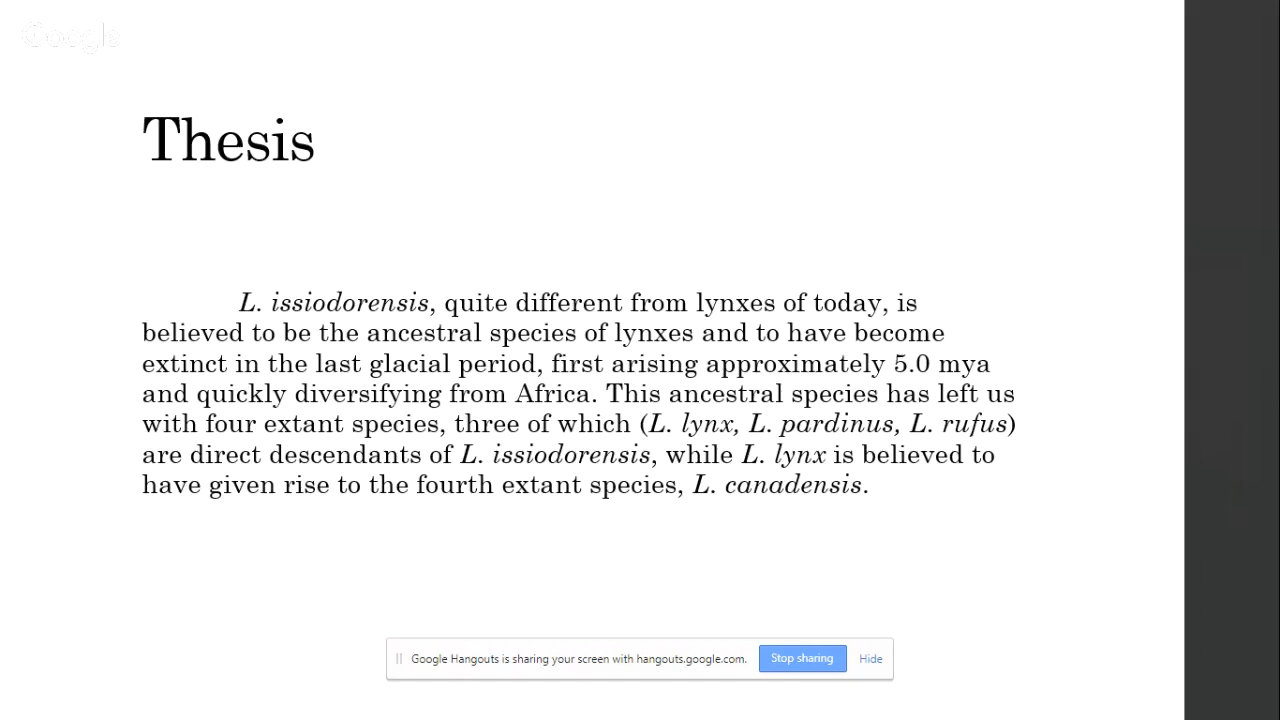 Google
Thesis
L. issiodorensis, quite different from lynxes of today, is
believed to be the ancestral species of lynxes and to have become
extinct in the last glacial period, first arising approximately 5.0 mya
and quickly diversifying from Africa. This ancestral species has left us
with four extant species, three of which (L. lynx, L. pardinus, L. rufus)
are direct descendants of L. issiodorensis, while L. lynx is believed to
have given rise to the fourth extant species, L. canadensis.
Google Hangouts is sharing your screen with hangouts.google.com. Stop sharing Hide